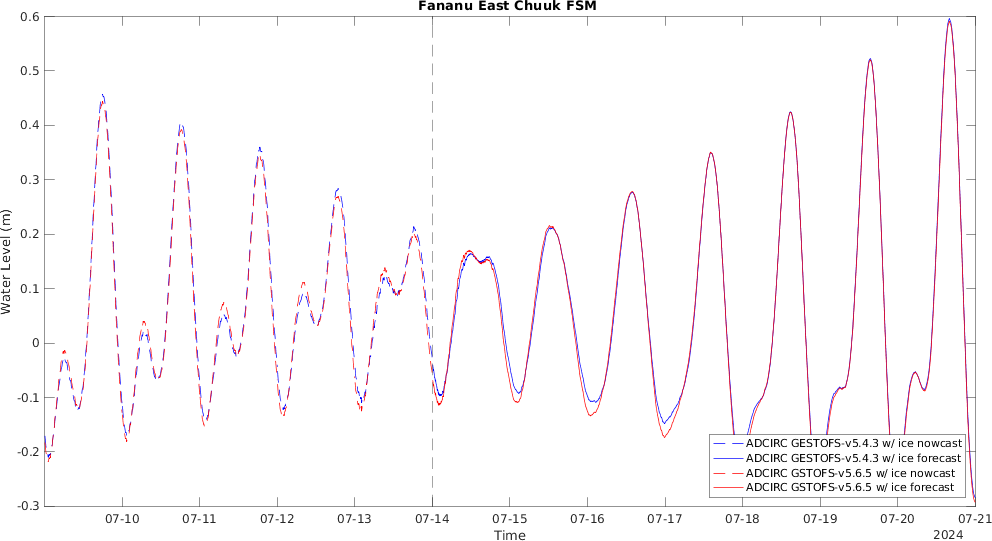 Fananu East Chuuk FSM
Water Level (m)
0.6
0.5
0.4
0.3
0.2
0.1
0
-0.1
-0.2
-0.3
ADCIRC GESTOFS-v5.4.3 w/ ice nowcast
ADCIRC GESTOFS-v5.4.3 w/ ice forecast
ADCIRC GSTOFS-v5.6.5 w/ ice nowcast
ADCIRC GSTOFS-v5.6.5 w/ ice forecast
07-10 07-11 07-12 07-13 07-14 07-15 07-16 07-17 07-18 07-19 07-20 07-21
Time
2024